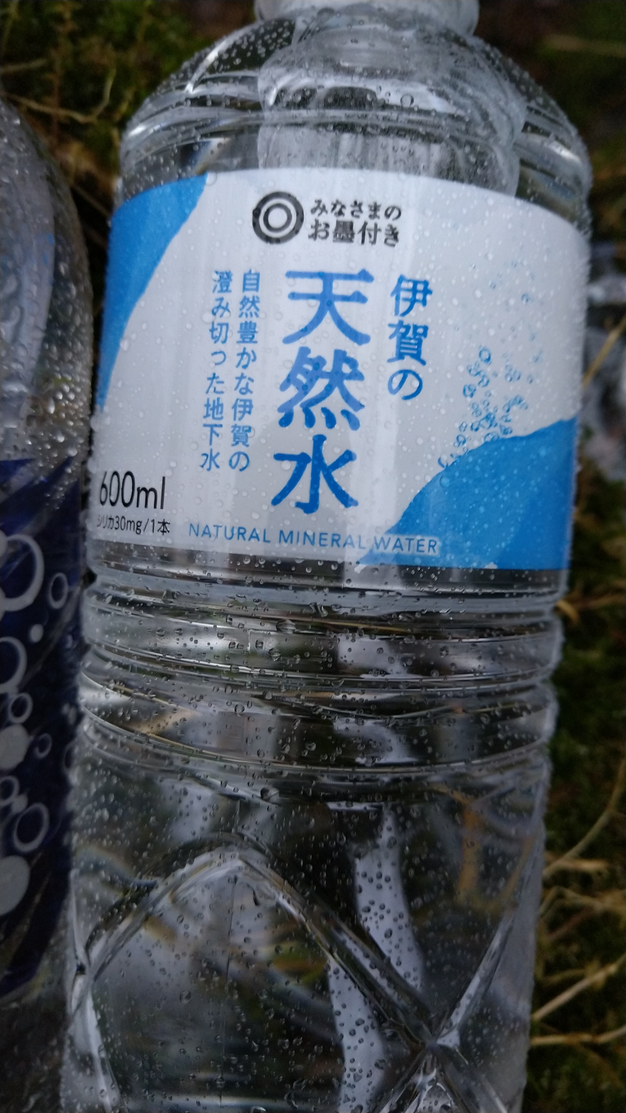 みなさまの
お墨付き
伊賀の
天然水
自然豊かな伊賀の
澄み切った地下水
600ml
シリカ30mg/1本
NATURAL MINERAL WATER